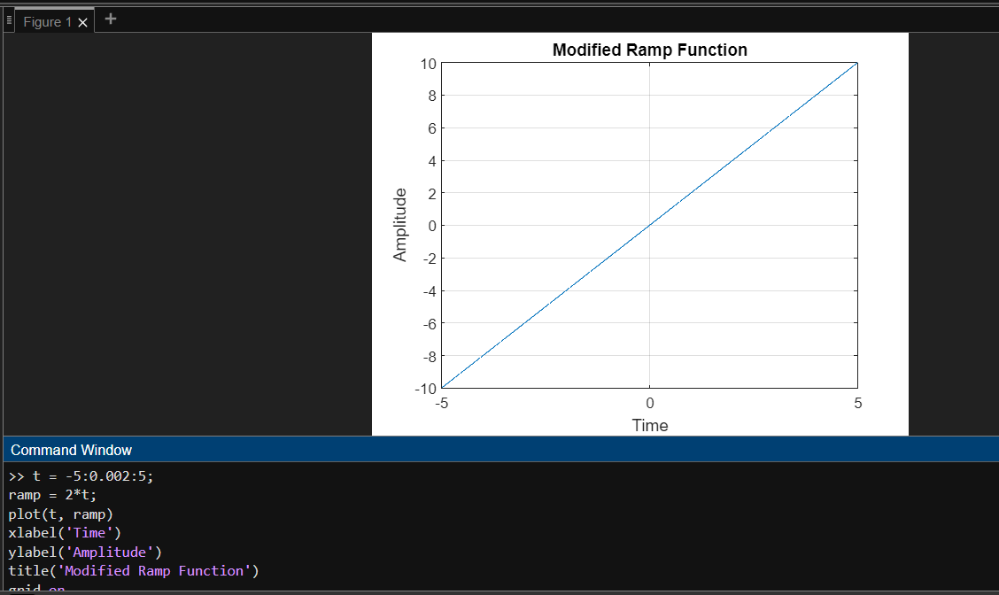 Figure 1
Modified Ramp Function
10
8
6
4
2
0
-2
-4
-6
-8
-10
Amplitude
-5 0 5
Time
Command Window
>> t = -5:0.002:5;
ramp = 2*t;
plot(t, ramp)
xlabel('Time')
ylabel('Amplitude')
title('Modified Ramp Function')
grid on